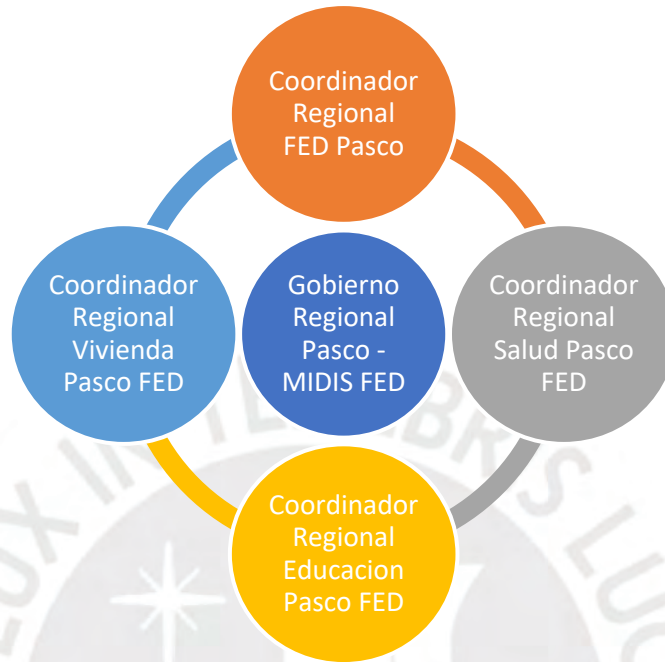 Coordinador
Regional
FED Pasco
Coordinador
Regional
Vivienda
Pasco FED
Gobierno
Regional
Pasco -
MIDIS FED
Coordinador
Regional
Salud Pasco
FED
Coordinador
Regional
Educacion
Pasco FED